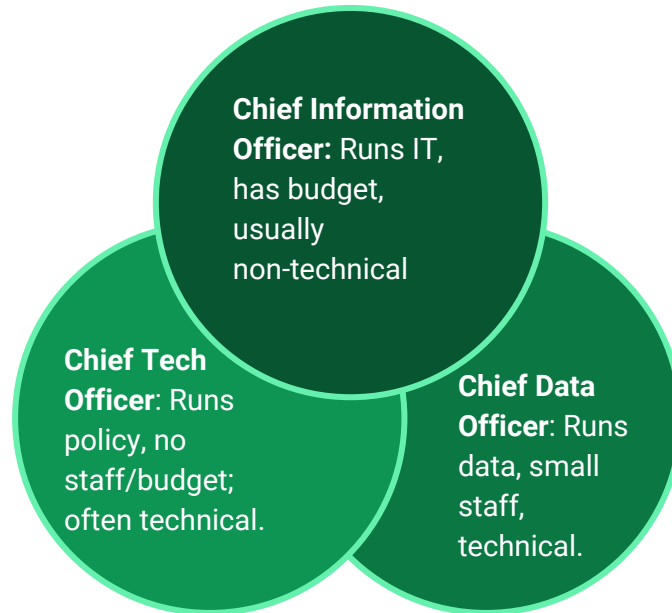 Chief Information
Officer: Runs IT,
has budget,
usually
non-technical
Chief Tech
Officer: Runs
policy, no
staff/budget;
often technical.
Chief Data
Officer: Runs
data, small
staff,
technical.